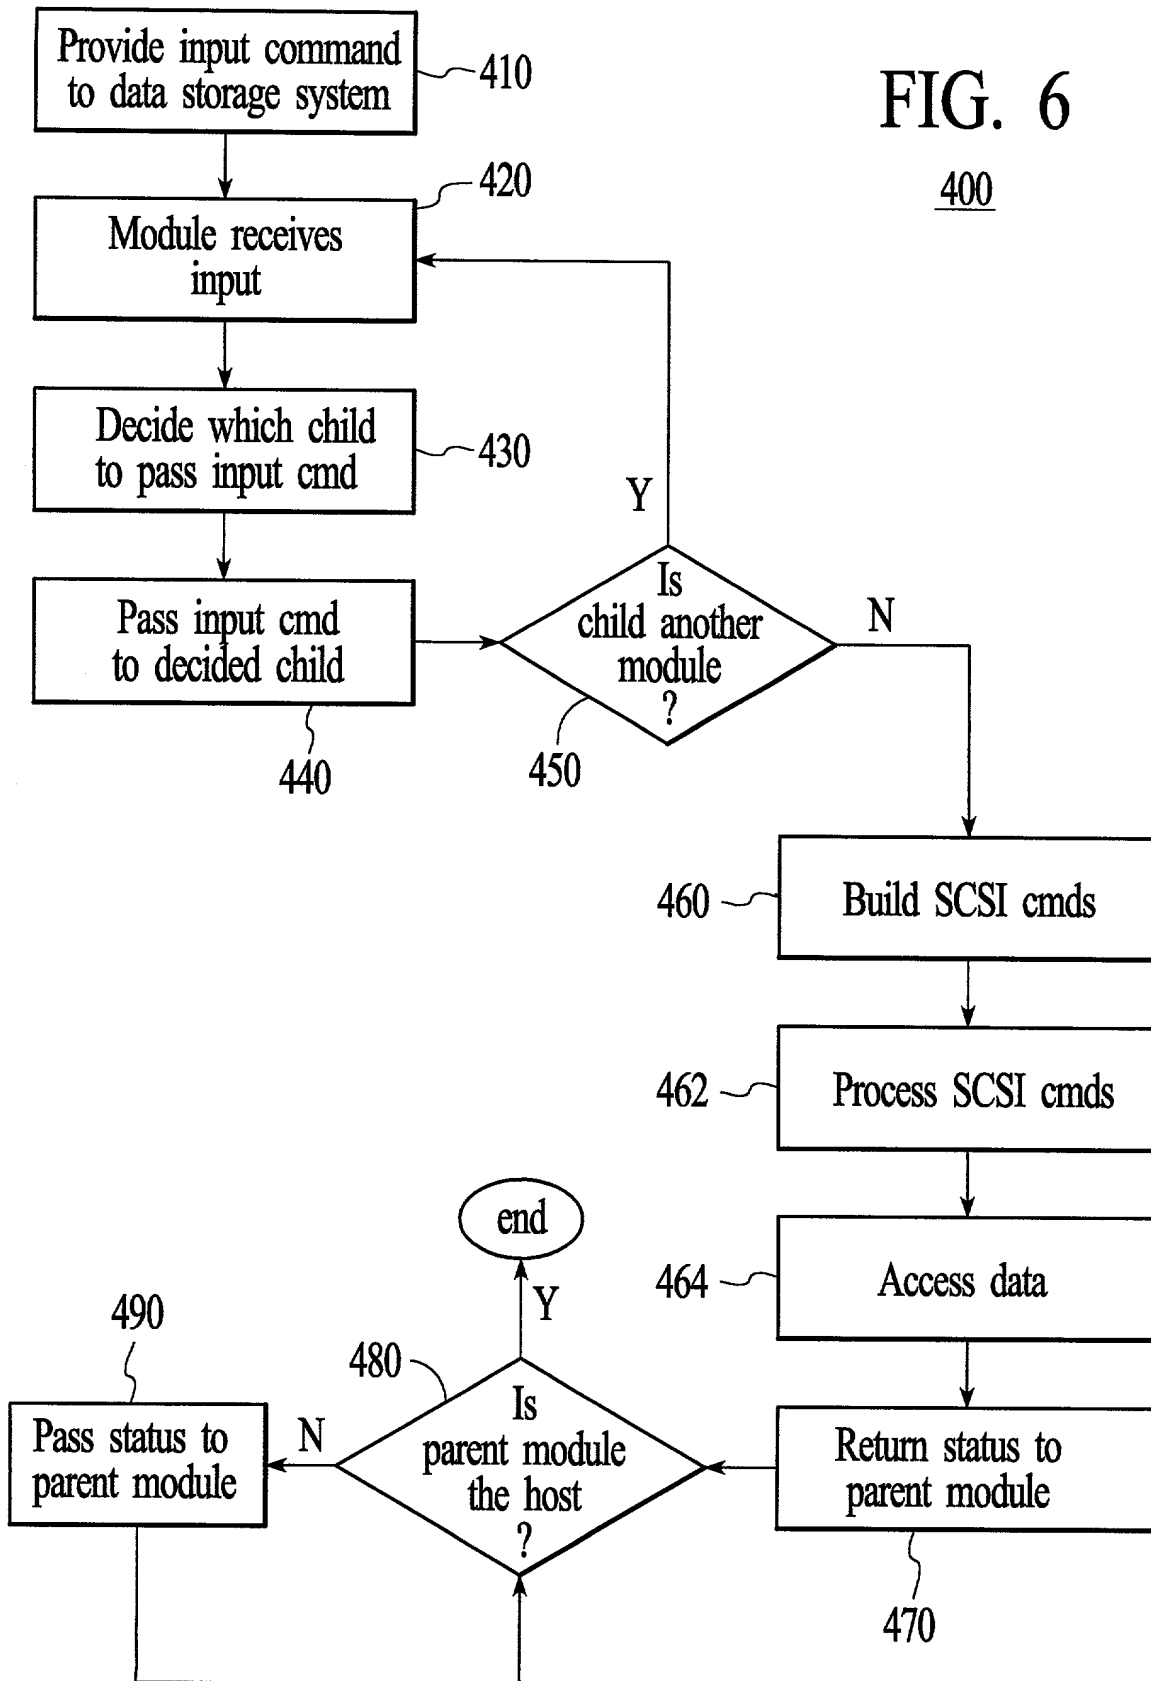 Provide input command
to data storage system
410
FIG. 6
400
420
Module receives
input
Decide which child
to pass input cmd
430
Y
Pass input cmd
to decided child
440
Is
child another
module
?
450
N
460
Build SCSI cmds
462
Process SCSI cmds
end
464
Access data
Y
490
480
Pass status to
parent module
N
Is
parent module
the host
?
Return status to
parent module
470